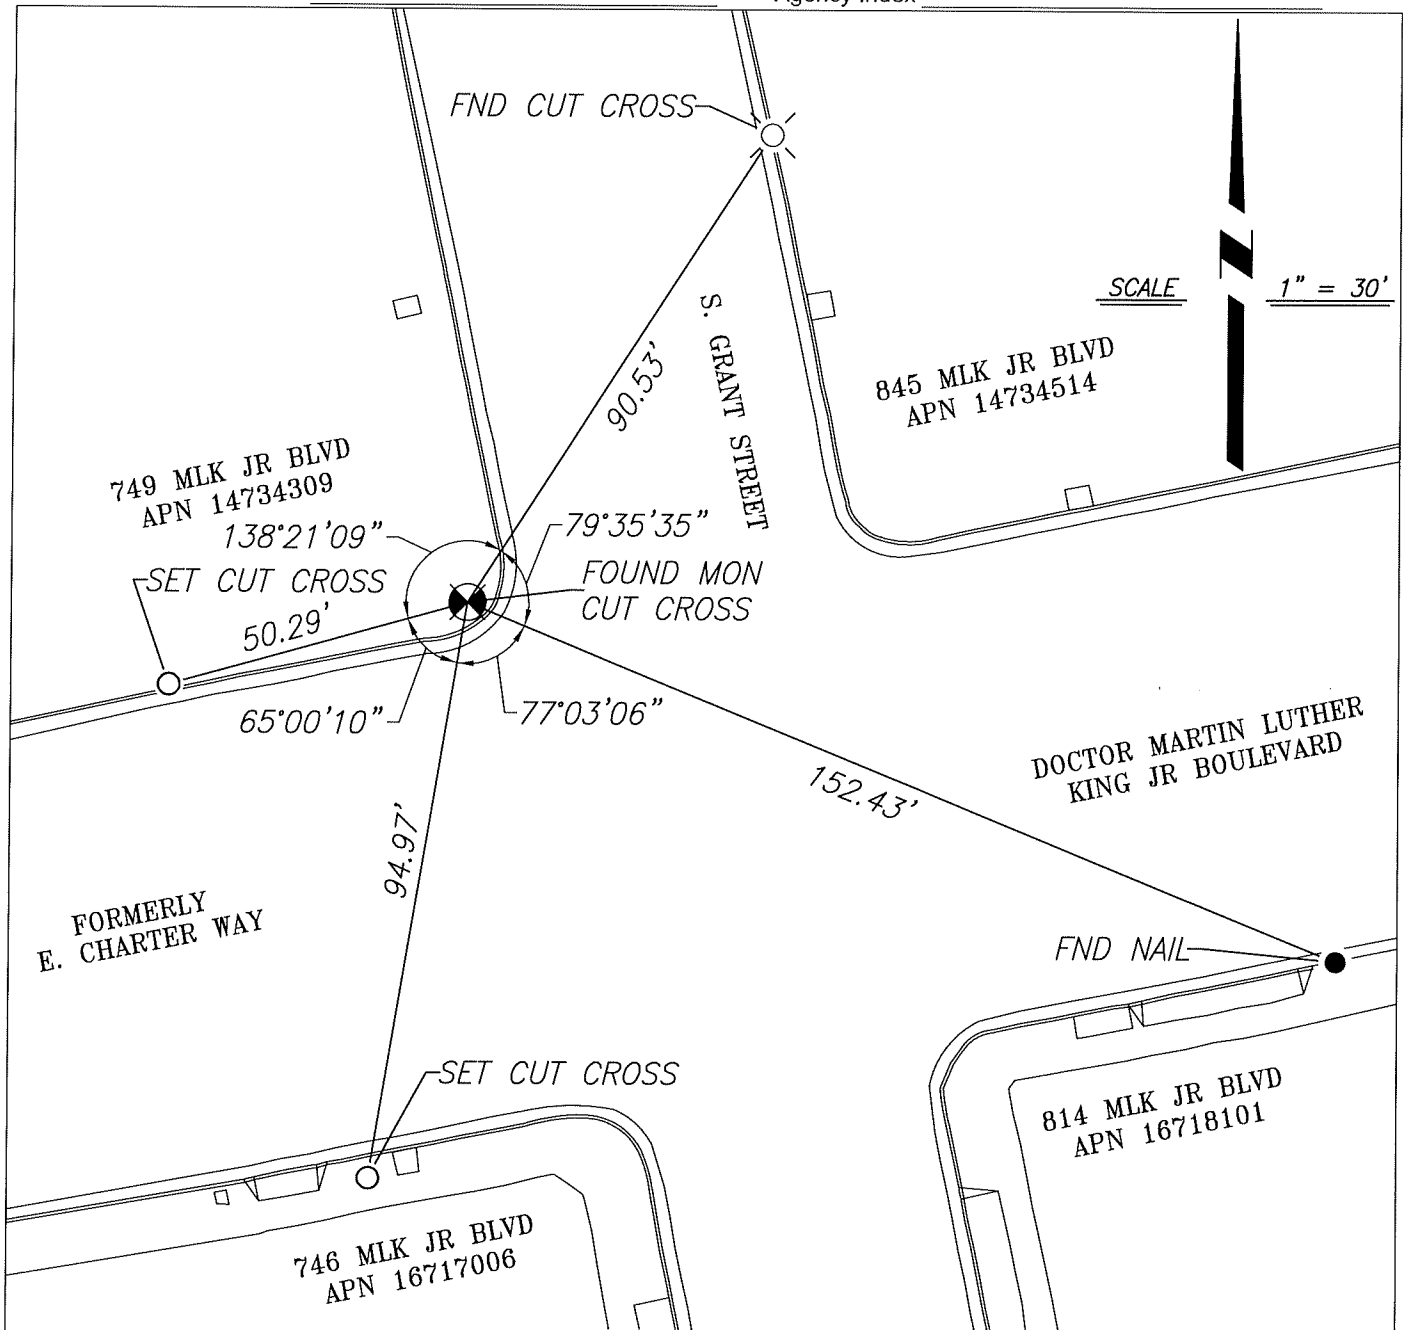 Agency Index
FND CUT CROSS
SCALE
N
1" = 30'
S. GRANT STREET
90.53'
845 MLK JR BLVD
APN 14734514
749 MLK JR BLVD
APN 14734309
138°21'09"
79°35'35"
SET CUT CROSS
FOUND MON
CUT CROSS
50.29'
65°00'10"
77°03'06"
DOCTOR MARTIN LUTHER
KING JR BOULEVARD
152.43'
94.97'
FORMERLY
E. CHARTER WAY
FND NAIL
SET CUT CROSS
814 MLK JR BLVD
APN 16718101
746 MLK JR BLVD
APN 16717006